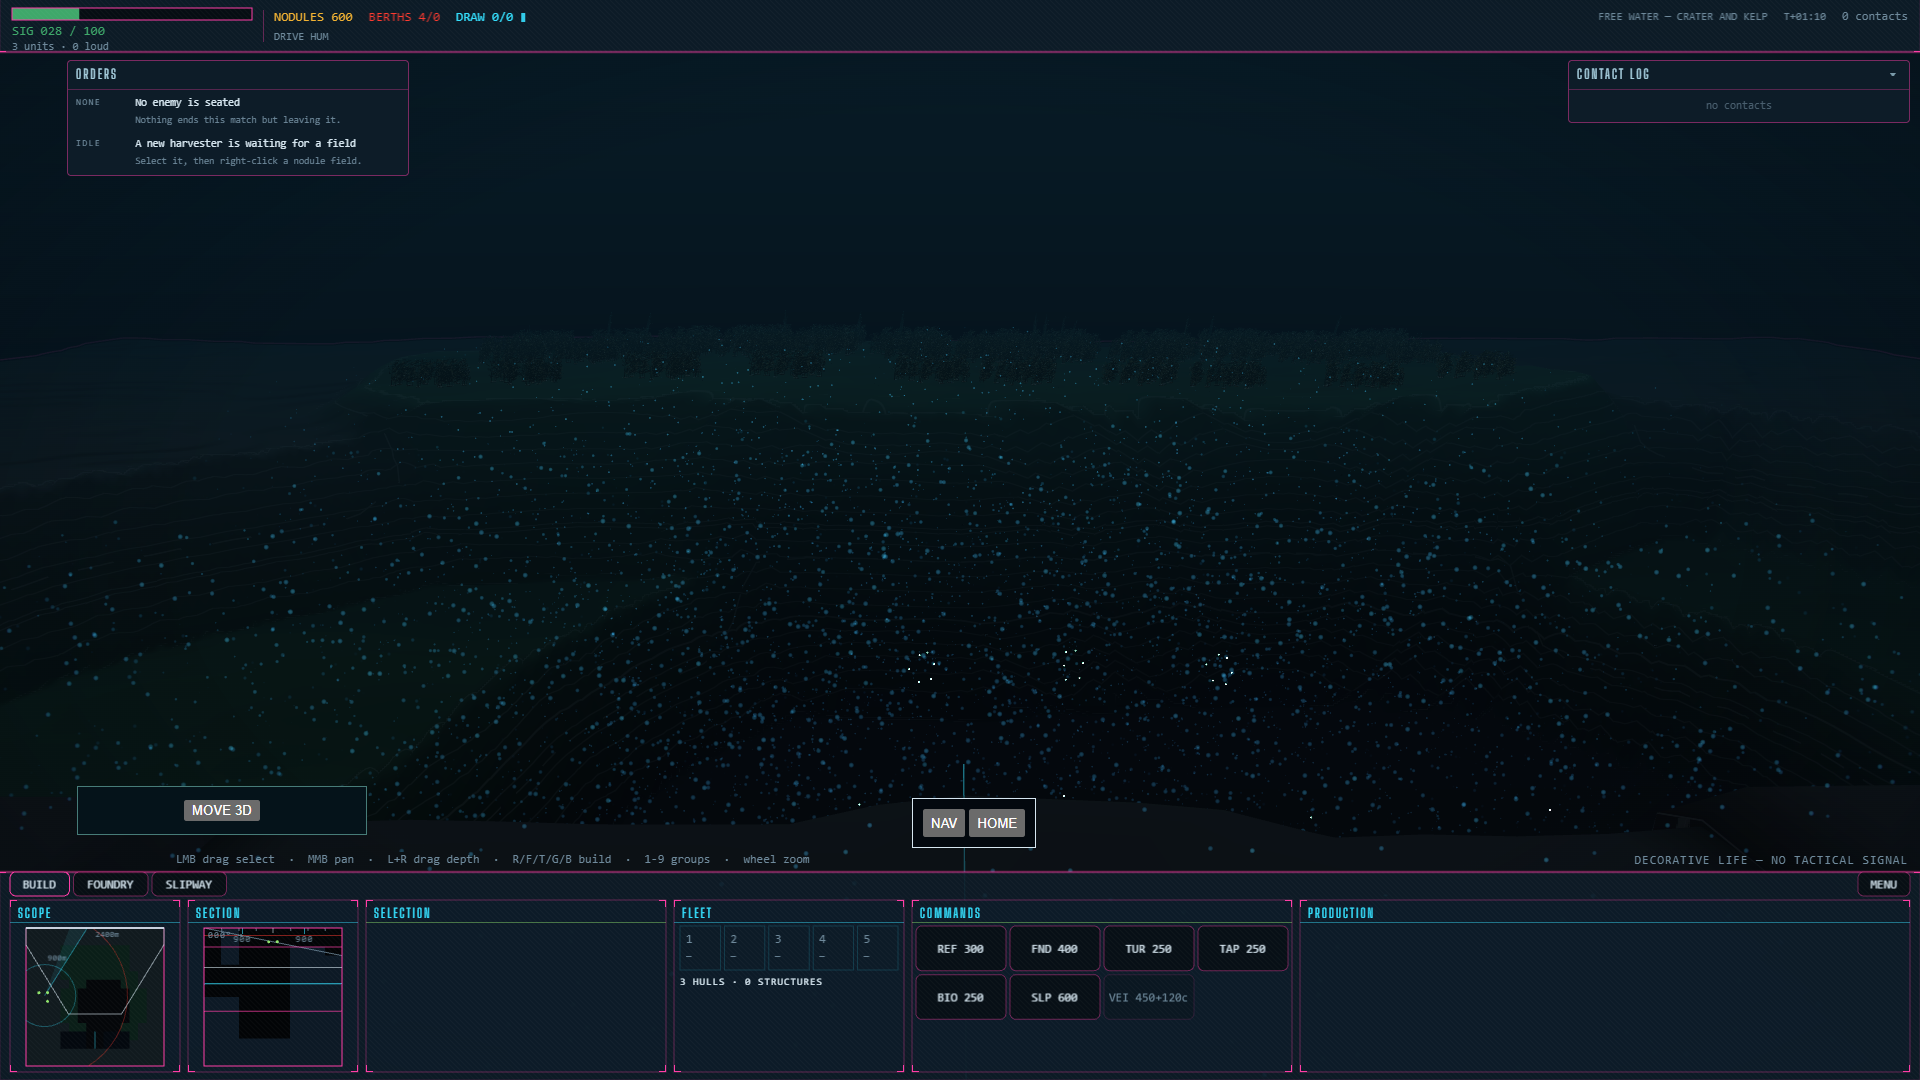 SIG 028 / 100
3 units · 0 loud
NODULES 600 BERTHS 4/0 DRAW 0/0
DRIVE HUM
FREE WATER — CRATER AND KELP T+01:10 0 contacts
ORDERS
NONE No enemy is seated
Nothing ends this match but leaving it.
IDLE A new harvester is waiting for a field
Select it, then right-click a nodule field.
CONTACT LOG
no contacts
MOVE 3D
NAV HOME
LMB drag select · MMB pan · L+R drag depth · R/F/T/G/B build · 1-9 groups · wheel zoom
DECORATIVE LIFE — NO TACTICAL SIGNAL
BUILD FOUNDRY SLIPWAY MENU
SCOPE
2400m
900m
SECTION
000°
900 900
SELECTION
FLEET
1 2 3 4 5
– – – – –
3 HULLS · 0 STRUCTURES
COMMANDS
REF 300 FND 400 TUR 250 TAP 250
BIO 250 SLP 600 VEI 450+120c
PRODUCTION